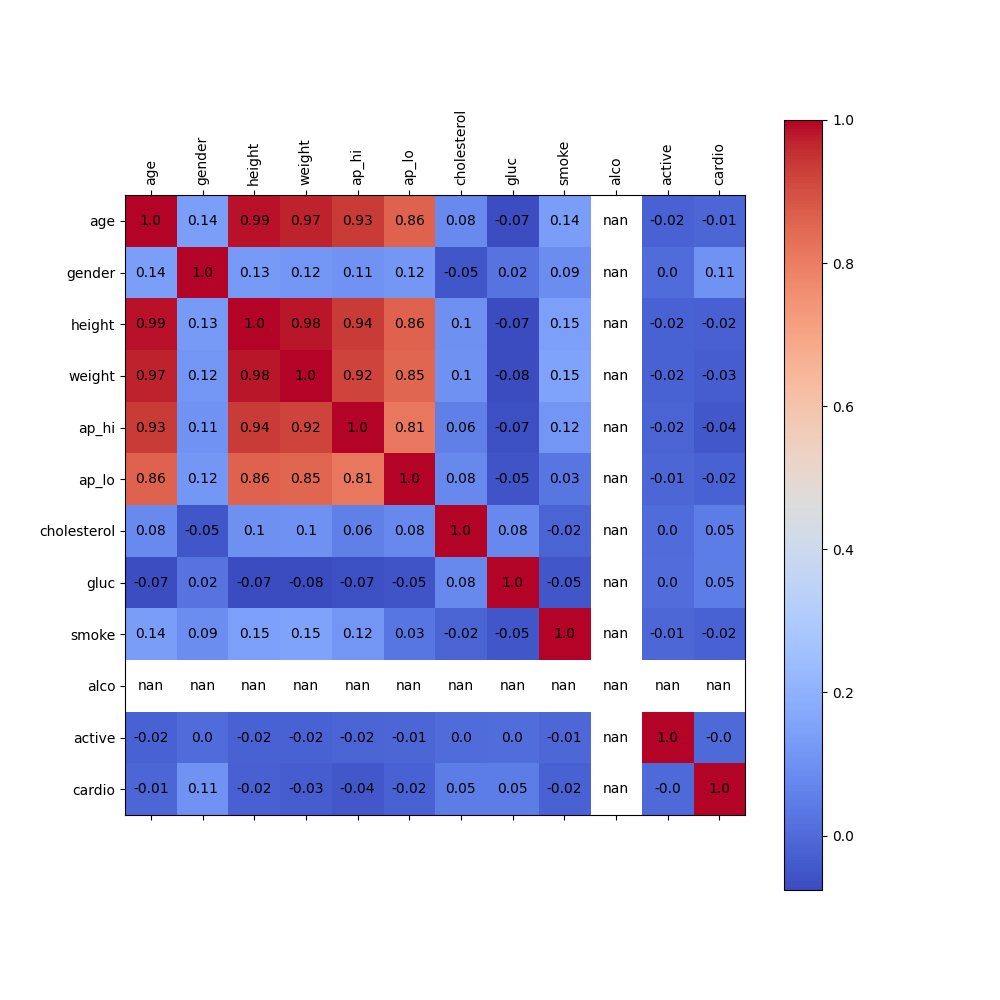 age gender height weight ap_hi ap_lo cholesterol gluc smoke alco active cardio
age 1.0 0.14 0.99 0.97 0.93 0.86 0.08 -0.07 0.14 nan -0.02 -0.01
gender 0.14 1.0 0.13 0.12 0.11 0.12 -0.05 0.02 0.09 nan 0.0 0.11
height 0.99 0.13 1.0 0.98 0.94 0.86 0.1 -0.07 0.15 nan -0.02 -0.02
weight 0.97 0.12 0.98 1.0 0.92 0.85 0.1 -0.08 0.15 nan -0.02 -0.03
ap_hi 0.93 0.11 0.94 0.92 1.0 0.81 0.06 -0.07 0.12 nan -0.02 -0.04
ap_lo 0.86 0.12 0.86 0.85 0.81 1.0 0.08 -0.05 0.03 nan -0.01 -0.02
cholesterol 0.08 -0.05 0.1 0.1 0.06 0.08 1.0 0.08 -0.02 nan 0.0 0.05
gluc -0.07 0.02 -0.07 -0.08 -0.07 -0.05 0.08 1.0 -0.05 nan 0.0 0.05
smoke 0.14 0.09 0.15 0.15 0.12 0.03 -0.02 -0.05 1.0 nan -0.01 -0.02
alco nan nan nan nan nan nan nan nan nan nan nan nan
active -0.02 0.0 -0.02 -0.02 -0.02 -0.01 0.0 0.0 -0.01 nan 1.0 -0.0
cardio -0.01 0.11 -0.02 -0.03 -0.04 -0.02 0.05 0.05 -0.02 nan -0.0 1.0
1.0
0.8
0.6
0.4
0.2
0.0